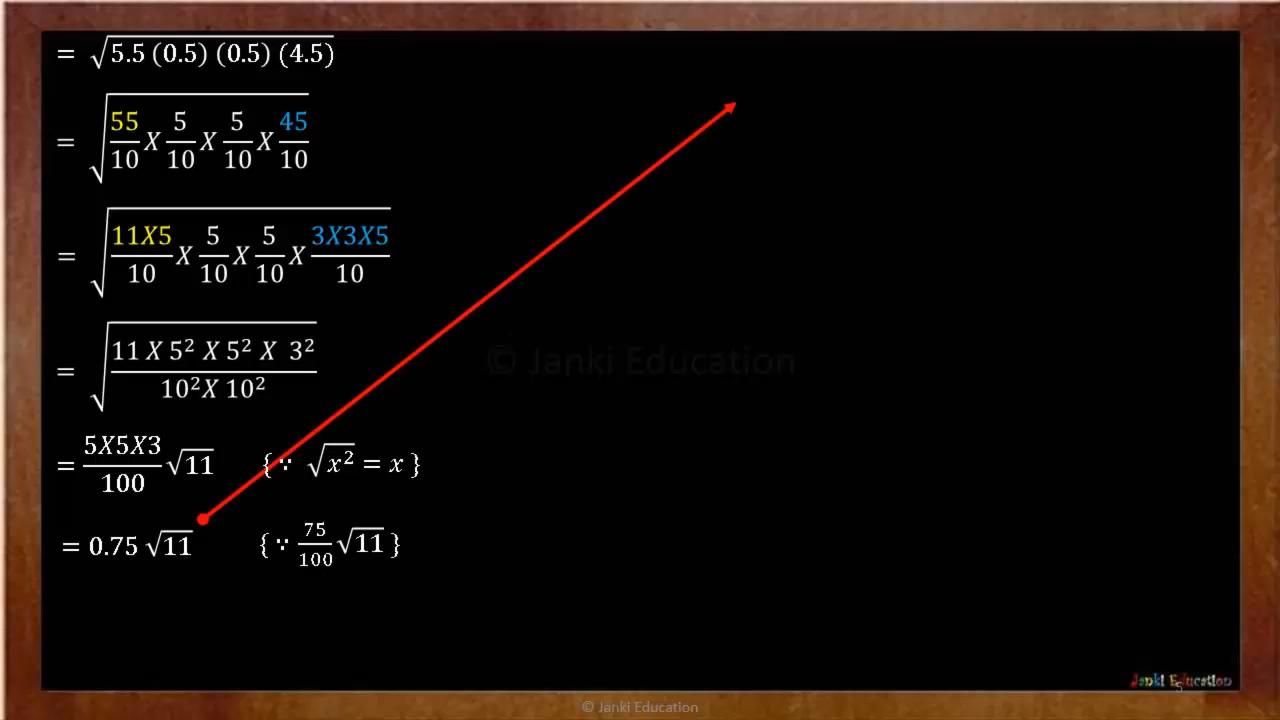 = √5.5 (0.5) (0.5) (4.5)
= √55/10 X 5/10 X 5/10 X 45/10
= √11X5/10 X 5/10 X 5/10 X 3X3X5/10
= √11 X 5² X 5² X 3²/10² X 10²
= 5X5X3/100 √11 {∵ √x² = x }
= 0.75 √11 {∵ 75/100 √11 }
© Janki Education
Janki Education
5
© Janki Education